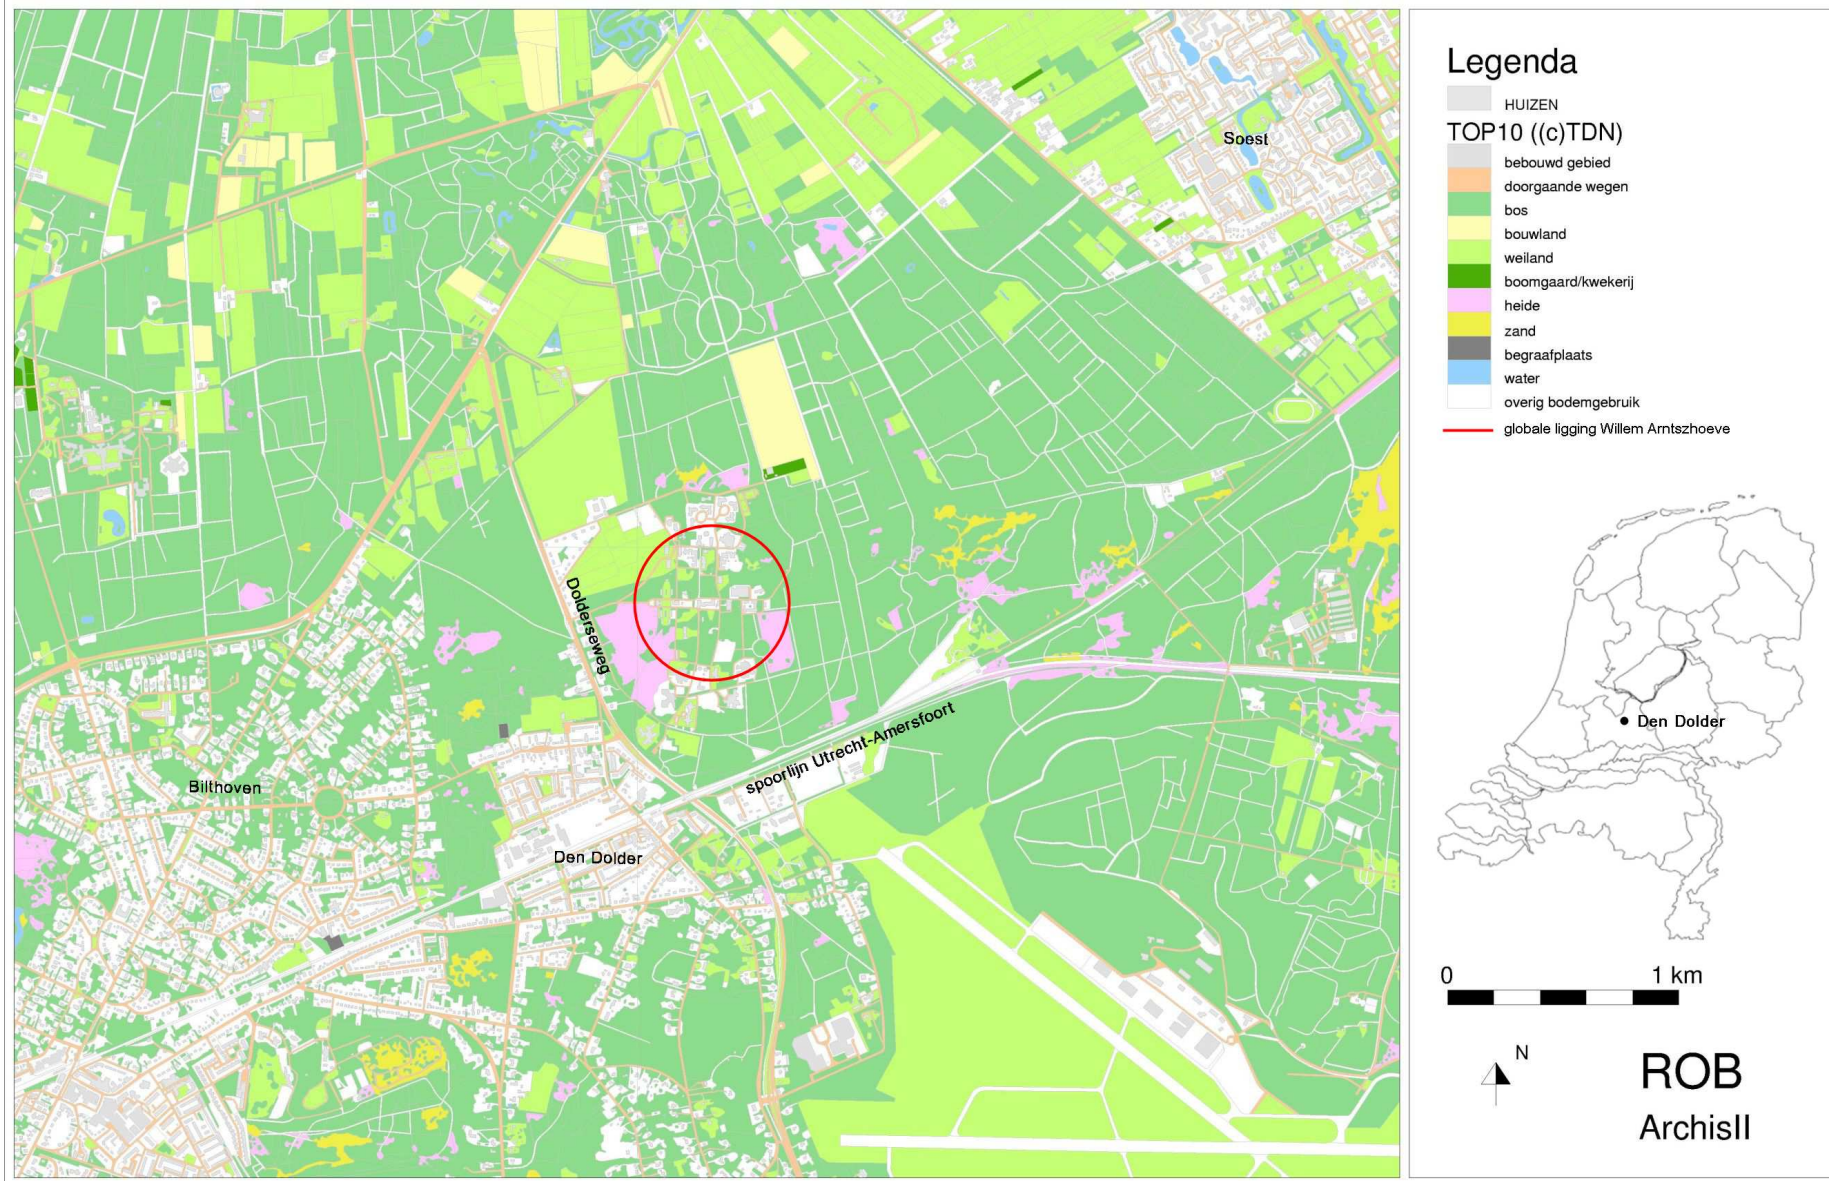 Soest
Dolderseweg
spoorlijn Utrecht-Amersfoort
Bilthoven
Den Dolder
Legenda
HUIZEN
TOP10 ((c)TDN)
bebouwd gebied
doorgaande wegen
bos
bouwland
weiland
boomgaard/kwekerij
heide
zand
begraafplaats
water
overig bodemgebruik
globale ligging Willem Arntszhoeve
Den Dolder
0 1 km
N
ROB
ArchisII